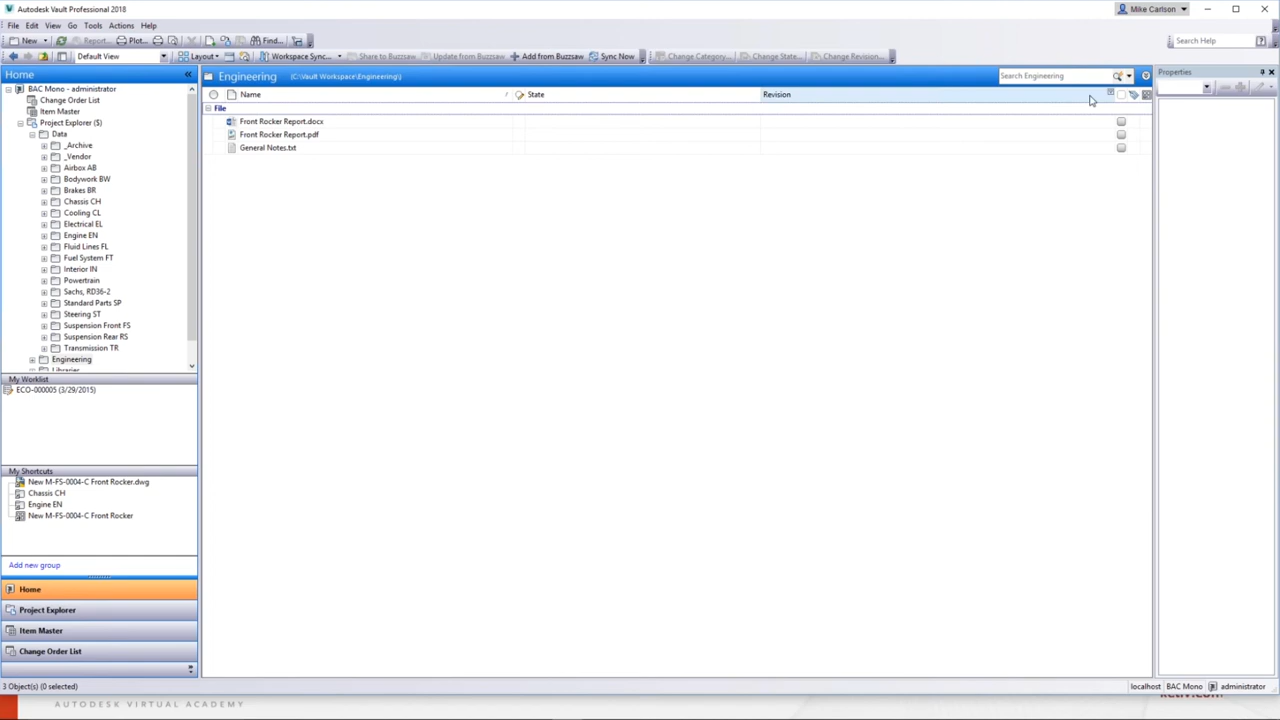 Autodesk Vault Professional 2018
Mike Carlson
File Edit View Go Tools Actions Help
New Report... Plot... Find...
Search Help
Default View Layout Workspace Sync... Share to Buzzsaw Update from Buzzsaw Add from Buzzsaw Sync Now Change Category... Change State... Change Revision...
Home
Engineering (C:\Vault Workspace\Engineering\)
Search Engineering
Properties
BAC Mono - administrator
Name State Revision
Change Order List
File
Item Master
Front Rocker Report.docx
Project Explorer ($)
Front Rocker Report.pdf
Data
General Notes.txt
_Archive
_Vendor
Airbox AB
Bodywork BW
Brakes BR
Chassis CH
Cooling CL
Electrical EL
Engine EN
Fluid Lines FL
Fuel System FT
Interior IN
Powertrain
Sachs, RD36-2
Standard Parts SP
Steering ST
Suspension Front FS
Suspension Rear RS
Transmission TR
Engineering
My Worklist
ECO-000005 (3/29/2015)
My Shortcuts
New M-FS-0004-C Front Rocker.dwg
Chassis CH
Engine EN
New M-FS-0004-C Front Rocker
Add new group
Home
Project Explorer
Item Master
Change Order List
3 Object(s) (0 selected)
localhost BAC Mono administrator
AUTODESK VIRTUAL ACADEMY